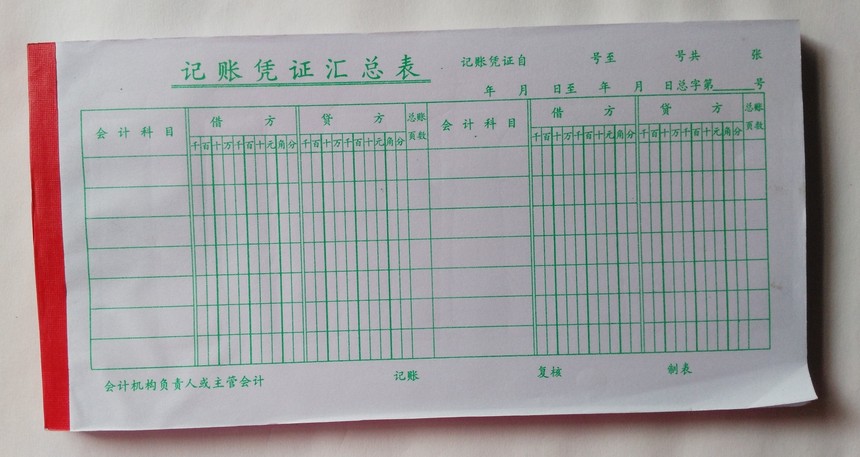 记账凭证汇总表 记账凭证自 号至 号共 张
年 月 日至 年 月 日总字第 号
会计科目 借方 贷方 总账页数 会计科目 借方 贷方 总账页数
千百十万千百十元角分 千百十万千百十元角分 千百十万千百十元角分 千百十万千百十元角分
会计机构负责人或主管会计 记账 复核 制表